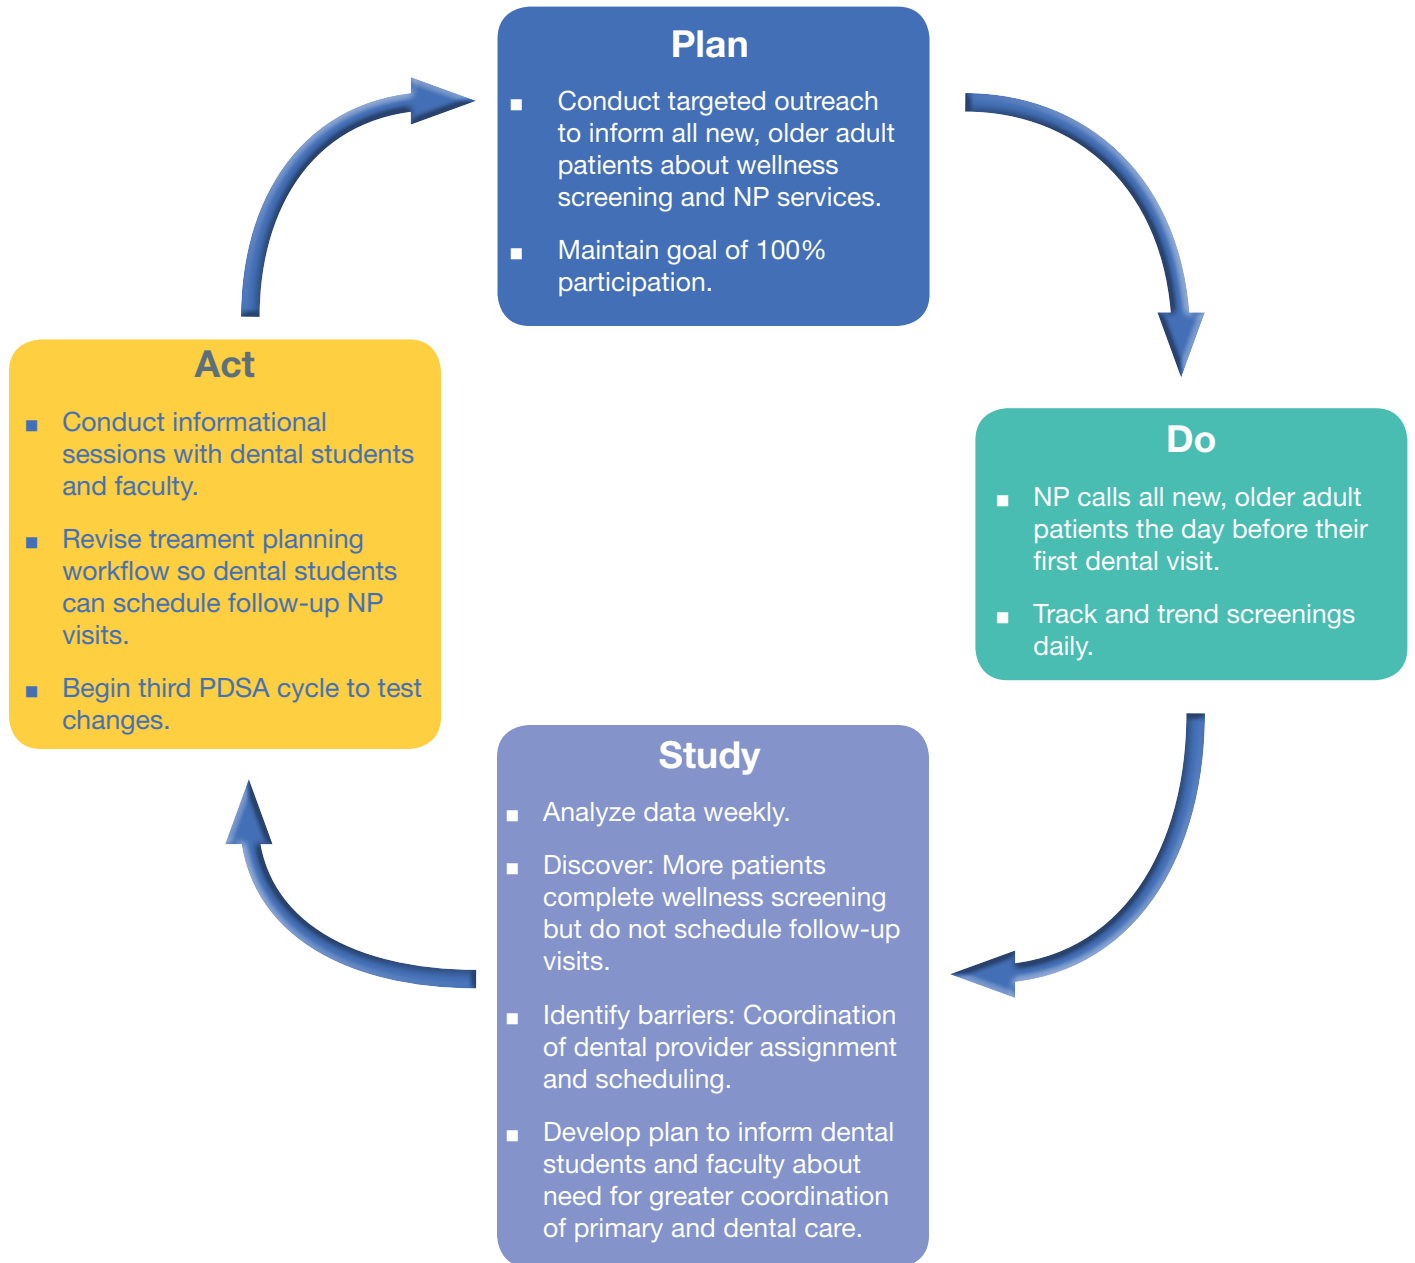 Plan
▪ Conduct targeted outreach
to inform all new, older adult
patients about wellness
screening and NP services.
▪ Maintain goal of 100%
participation.
Do
▪ NP calls all new, older adult
patients the day before their
first dental visit.
▪ Track and trend screenings
daily.
Study
▪ Analyze data weekly.
▪ Discover: More patients
complete wellness screening
but do not schedule follow-up
visits.
▪ Identify barriers: Coordination
of dental provider assignment
and scheduling.
▪ Develop plan to inform dental
students and faculty about
need for greater coordination
of primary and dental care.
Act
▪ Conduct informational
sessions with dental students
and faculty.
▪ Revise treament planning
workflow so dental students
can schedule follow-up NP
visits.
▪ Begin third PDSA cycle to test
changes.